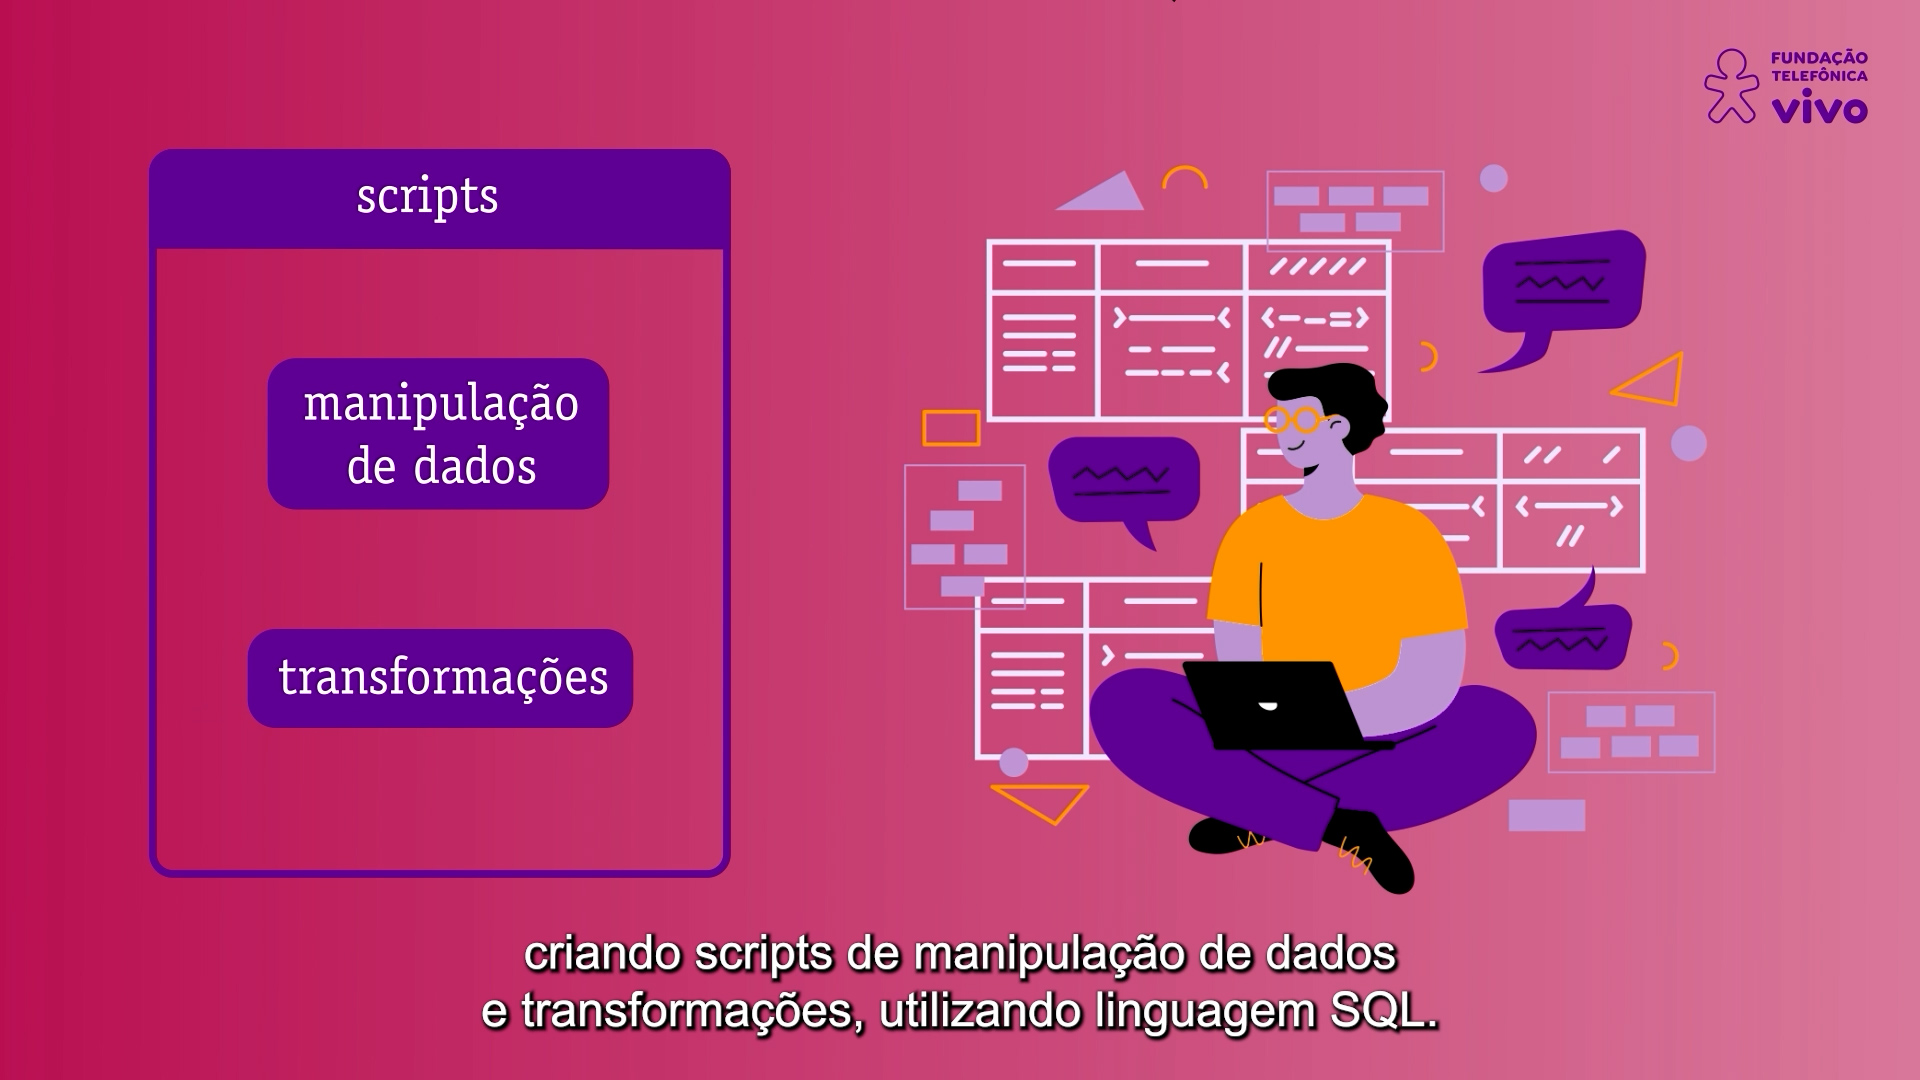 FUNDAÇÃO
TELEFÔNICA
vivo
scripts
manipulação
de dados
transformações
criando scripts de manipulação de dados
e transformações, utilizando linguagem SQL.